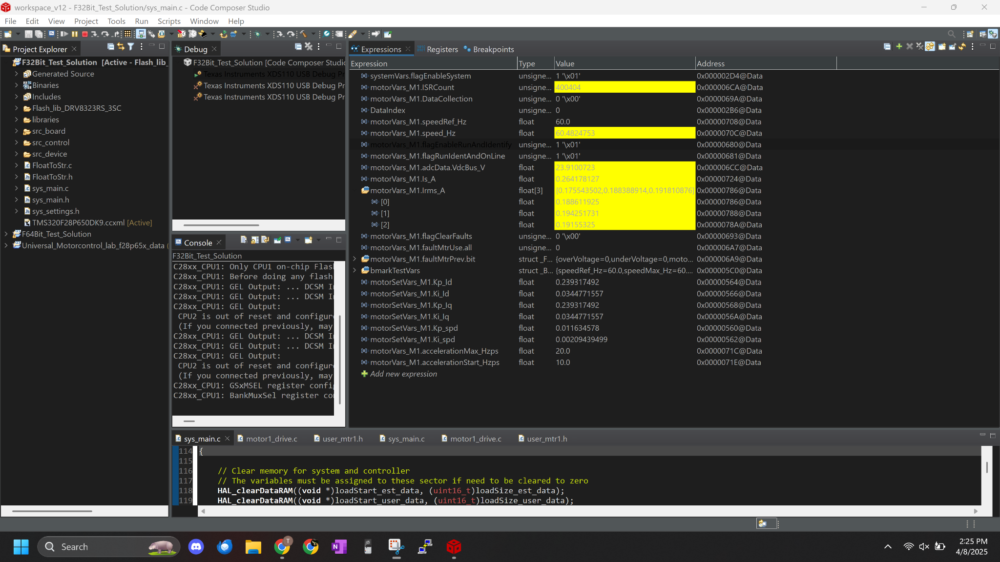 workspace_v12 - F32Bit_Test_Solution/sys_main.c - Code Composer Studio
File Edit View Project Tools Run Scripts Window Help
Project Explorer
F32Bit_Test_Solution [Active - Flash_lib_
Generated Source
Binaries
Includes
Flash_lib_DRV8323RS_3SC
libraries
src_board
src_control
src_device
FloatToStr.c
FloatToStr.h
sys_main.c
sys_main.h
sys_settings.h
TMS320F28P650DK9.ccxml [Active]
F64Bit_Test_Solution
Universal_Motorcontrol_lab_f28p65x_data (
Debug
F32Bit_Test_Solution [Code Composer Studio
Texas Instruments XDS110 USB Debug Pr
Texas Instruments XDS110 USB Debug Pr
Texas Instruments XDS110 USB Debug Pr
Console
F32Bit_Test_Solution
C28xx_CPU1: Only CPU1 on-chip Flas
C28xx_CPU1: Before doing any flash
C28xx_CPU1: GEL Output: ... DCSM I
C28xx_CPU1: GEL Output: ... DCSM I
C28xx_CPU1: GEL Output:
CPU2 is out of reset and configur
(If you connected previously, may
C28xx_CPU1: GEL Output: ... DCSM I
C28xx_CPU1: GEL Output: ... DCSM I
C28xx_CPU1: GEL Output:
CPU2 is out of reset and configur
(If you connected previously, may
C28xx_CPU1: GSxMSEL register confi
C28xx_CPU1: BankMuxSel register co
Expressions Registers Breakpoints
Expression Type Value Address
systemVars.flagEnableSystem unsigne... 1 '\x01' 0x000002D4@Data
motorVars_M1.ISRCount unsigne... 400404 0x000006CA@Data
motorVars_M1.DataCollection unsigne... 0 '\x00' 0x0000069A@Data
DataIndex unsigne... 0 0x000002B6@Data
motorVars_M1.speedRef_Hz float 60.0 0x00000708@Data
motorVars_M1.speed_Hz float 60.4824753 0x0000070C@Data
motorVars_M1.flagEnableRunAndIdentify unsigne... 1 '\x01' 0x00000680@Data
motorVars_M1.flagRunIdentAndOnLine unsigne... 1 '\x01' 0x00000681@Data
motorVars_M1.adcData.VdcBus_V float 23.9100723 0x000006CC@Data
motorVars_M1.Is_A float 0.264178127 0x00000724@Data
motorVars_M1.Irms_A float[3] [0.175543502,0.188388914,0.191810876] 0x00000786@Data
[0] float 0.188611925 0x00000786@Data
[1] float 0.194251731 0x00000788@Data
[2] float 0.19155325 0x0000078A@Data
motorVars_M1.flagClearFaults unsigne... 0 '\x00' 0x00000693@Data
motorVars_M1.faultMtrUse.all unsigne... 0 0x000006A7@Data
motorVars_M1.faultMtrPrev.bit struct _F... {overVoltage=0,underVoltage=0,moto... 0x000006A9@Data
bmarkTestVars struct _B... {speedRef_Hz=60.0,speedMax_Hz=60.... 0x000005C0@Data
motorSetVars_M1.Kp_Id float 0.239317492 0x00000564@Data
motorSetVars_M1.Ki_Id float 0.0344771557 0x00000566@Data
motorSetVars_M1.Kp_Iq float 0.239317492 0x00000568@Data
motorSetVars_M1.Ki_Iq float 0.0344771557 0x0000056A@Data
motorSetVars_M1.Kp_spd float 0.011634578 0x00000560@Data
motorSetVars_M1.Ki_spd float 0.00209439499 0x00000562@Data
motorVars_M1.accelerationMax_Hzps float 20.0 0x0000071C@Data
motorVars_M1.accelerationStart_Hzps float 10.0 0x0000071E@Data
Add new expression
sys_main.c motor1_drive.c user_mtr1.h sys_main.c motor1_drive.c user_mtr1.h
114 {
115
116 // Clear memory for system and controller
117 // The variables must be assigned to these sector if need to be cleared to zero
118 HAL_clearDataRAM((void *)loadStart_est_data, (uint16_t)loadSize_est_data);
119 HAL_clearDataRAM((void *)loadStart_user_data, (uint16_t)loadSize_user_data);
Search
2:25 PM
4/8/2025